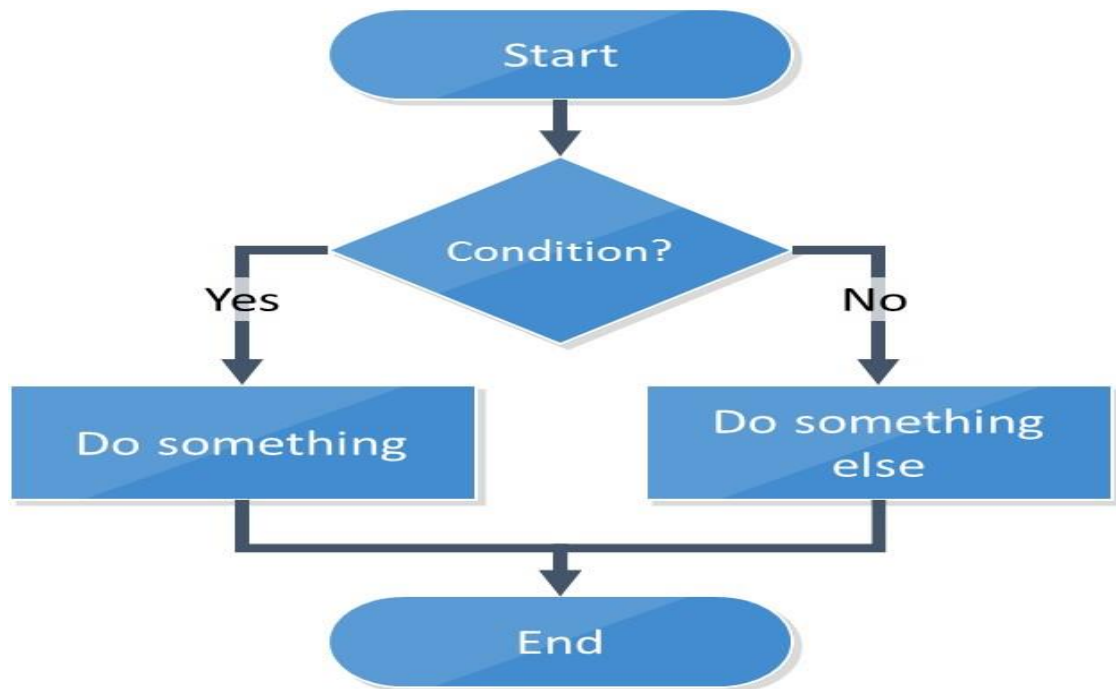 Start
Condition?
Yes
No
Do something
Do something
else
End